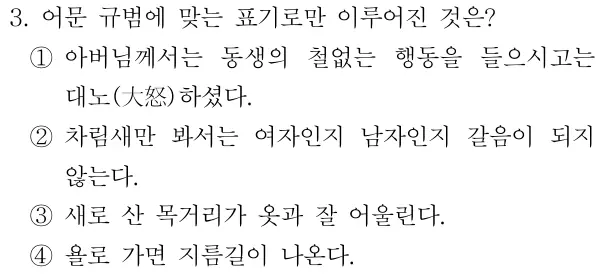 3. 어문 규범에 맞는 표기로만 이루어진 것은?
① 아버님께서는 동생의 철없는 행동을 들으시고는
대노(大怒)하셨다.
② 차림새만 봐서는 여자인지 남자인지 갈음이 되지
않는다.
③ 새로 산 목거리가 옷과 잘 어울린다.
④ 욜로 가면 지름길이 나온다.